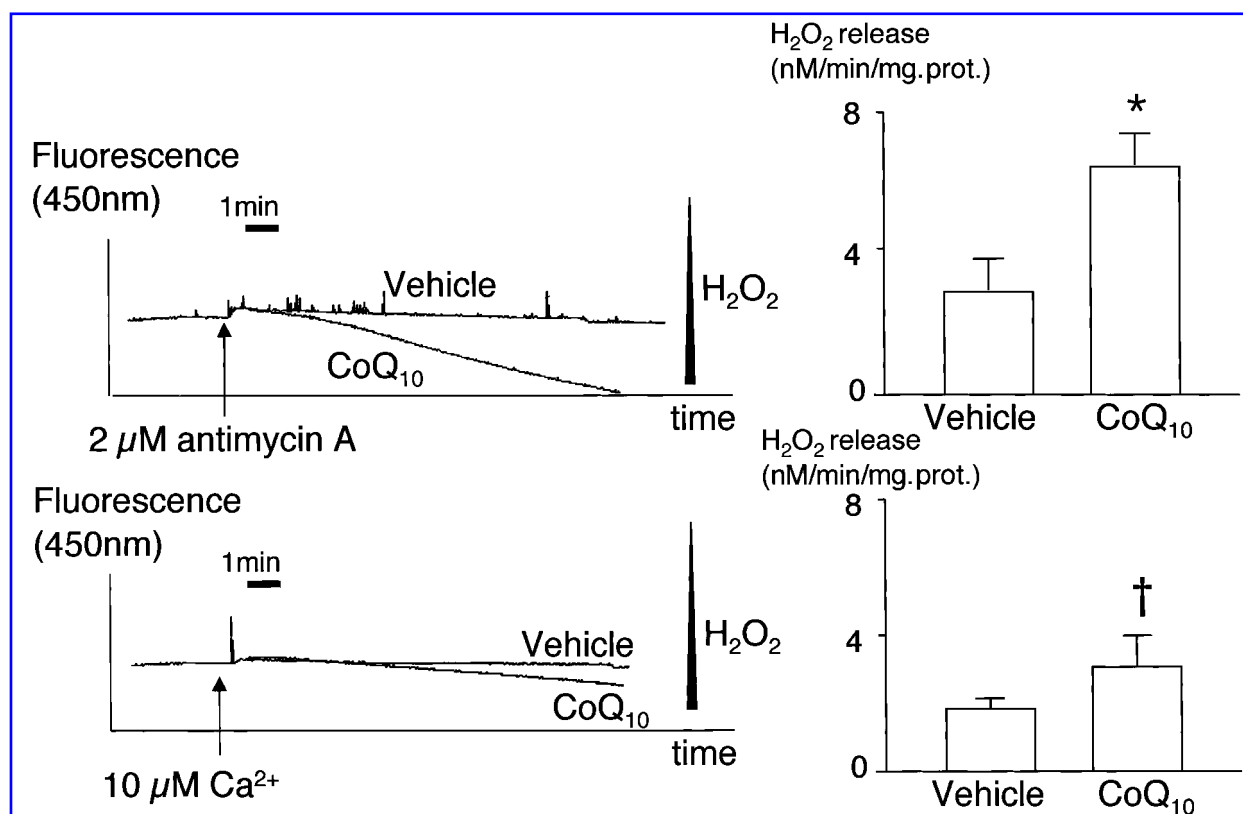 Fluorescence
(450nm)
1min
Vehicle
CoQ₁₀
H₂O₂
time
2 µM antimycin A
H₂O₂ release
(nM/min/mg.prot.)
8
*
4
0
Vehicle
CoQ₁₀
Fluorescence
(450nm)
1min
Vehicle
CoQ₁₀
H₂O₂
time
10 µM Ca²⁺
H₂O₂ release
(nM/min/mg.prot.)
8
†
4
0
Vehicle
CoQ₁₀